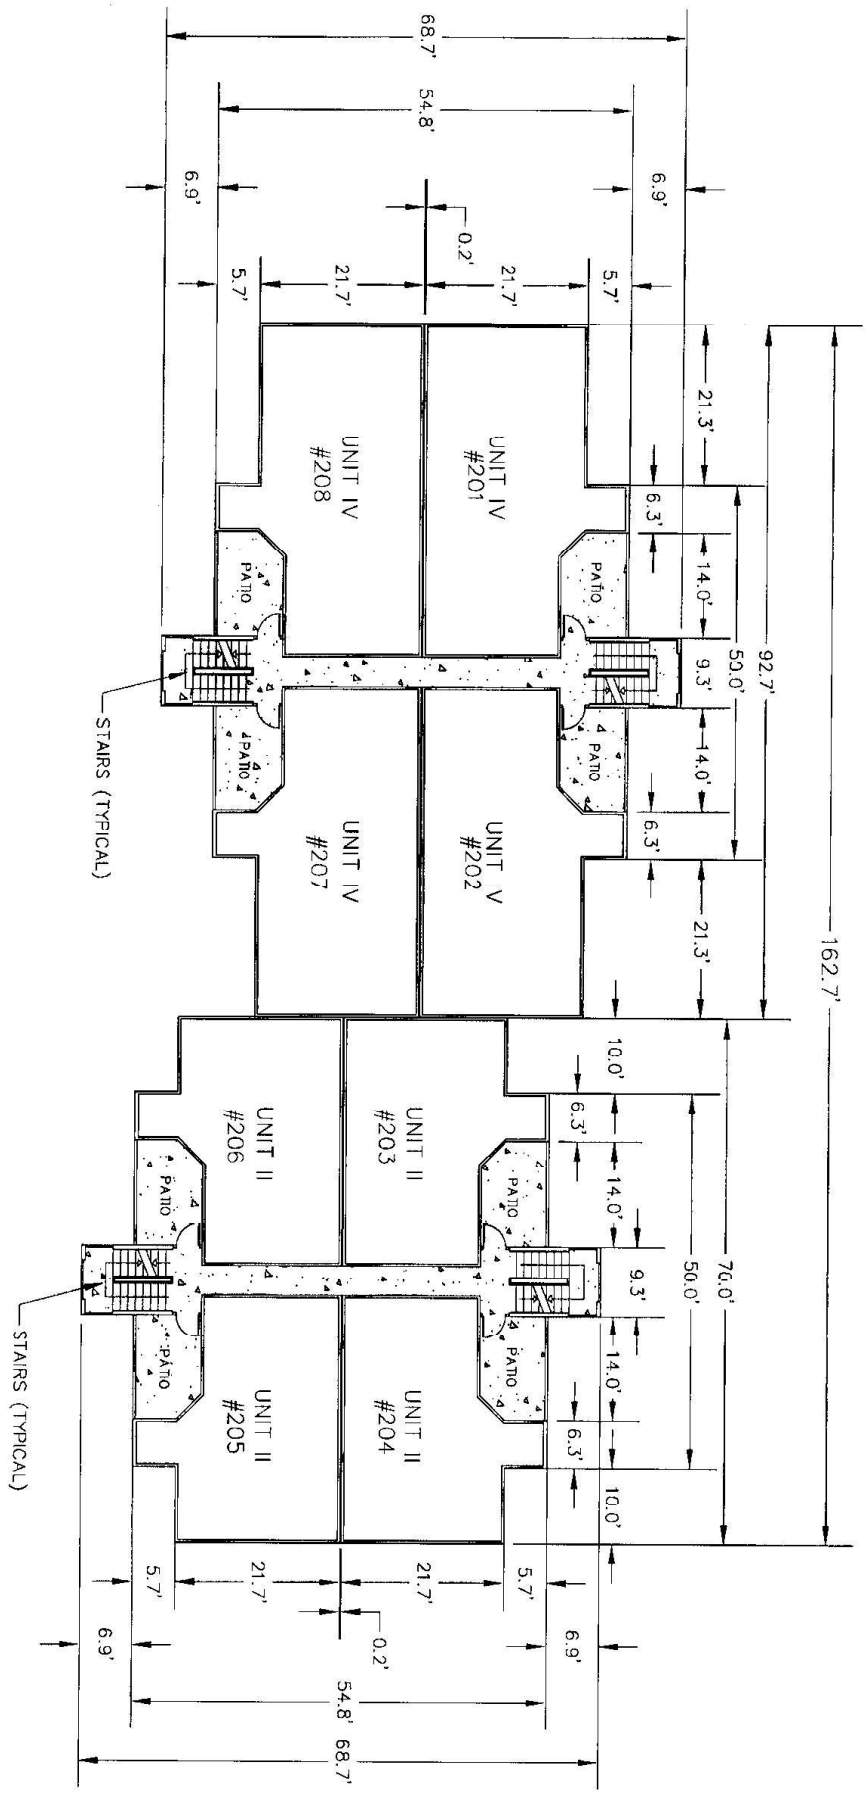 162.7'
92.7'
70.0'
50.0'
50.0'
21.3'
6.3'
14.0'
9.3'
14.0'
6.3'
21.3'
10.0'
6.3'
14.0'
9.3'
14.0'
6.3'
10.0'
68.7'
54.8'
6.9'
6.9'
5.7'
21.7'
0.2'
21.7'
5.7'
UNIT IV
#201
PATIO
PATIO
UNIT V
#202
UNIT IV
#208
PATIO
PATIO
UNIT IV
#207
STAIRS (TYPICAL)
UNIT II
#203
PATIO
PATIO
UNIT II
#204
UNIT II
#206
PATIO
PATIO
UNIT II
#205
STAIRS (TYPICAL)
5.7'
21.7'
21.7'
5.7'
0.2'
6.9'
6.9'
54.8'
68.7'